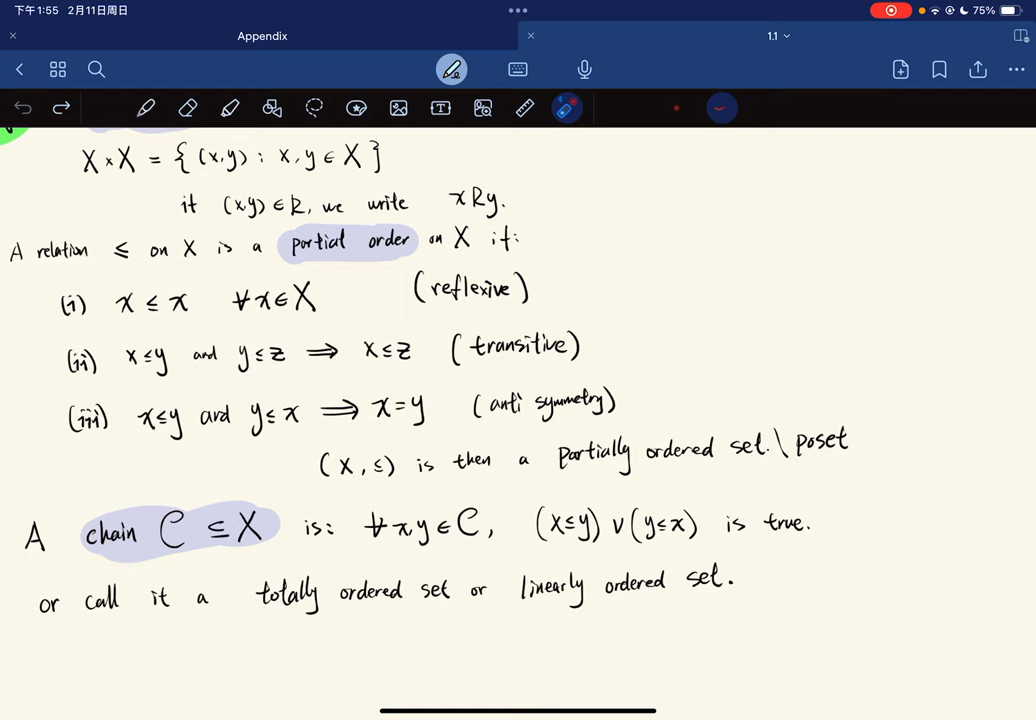 下午1:55 2月11日周日
75%
Appendix
1.1
X × X = { (x,y) : x, y ∈ X }
if (x,y) ∈ R, we write x R y.
A relation ≤ on X is a partial order on X if:
(i) x ≤ x ∀x ∈ X (reflexive)
(ii) x ≤ y and y ≤ z ⟹ x ≤ z (transitive)
(iii) x ≤ y and y ≤ x ⟹ x = y (anti symmetry)
(X, ≤) is then a partially ordered set. \ poset
A chain C ⊆ X is: ∀ x, y ∈ C, (x ≤ y) ∨ (y ≤ x) is true.
or call it a totally ordered set or linearly ordered set.